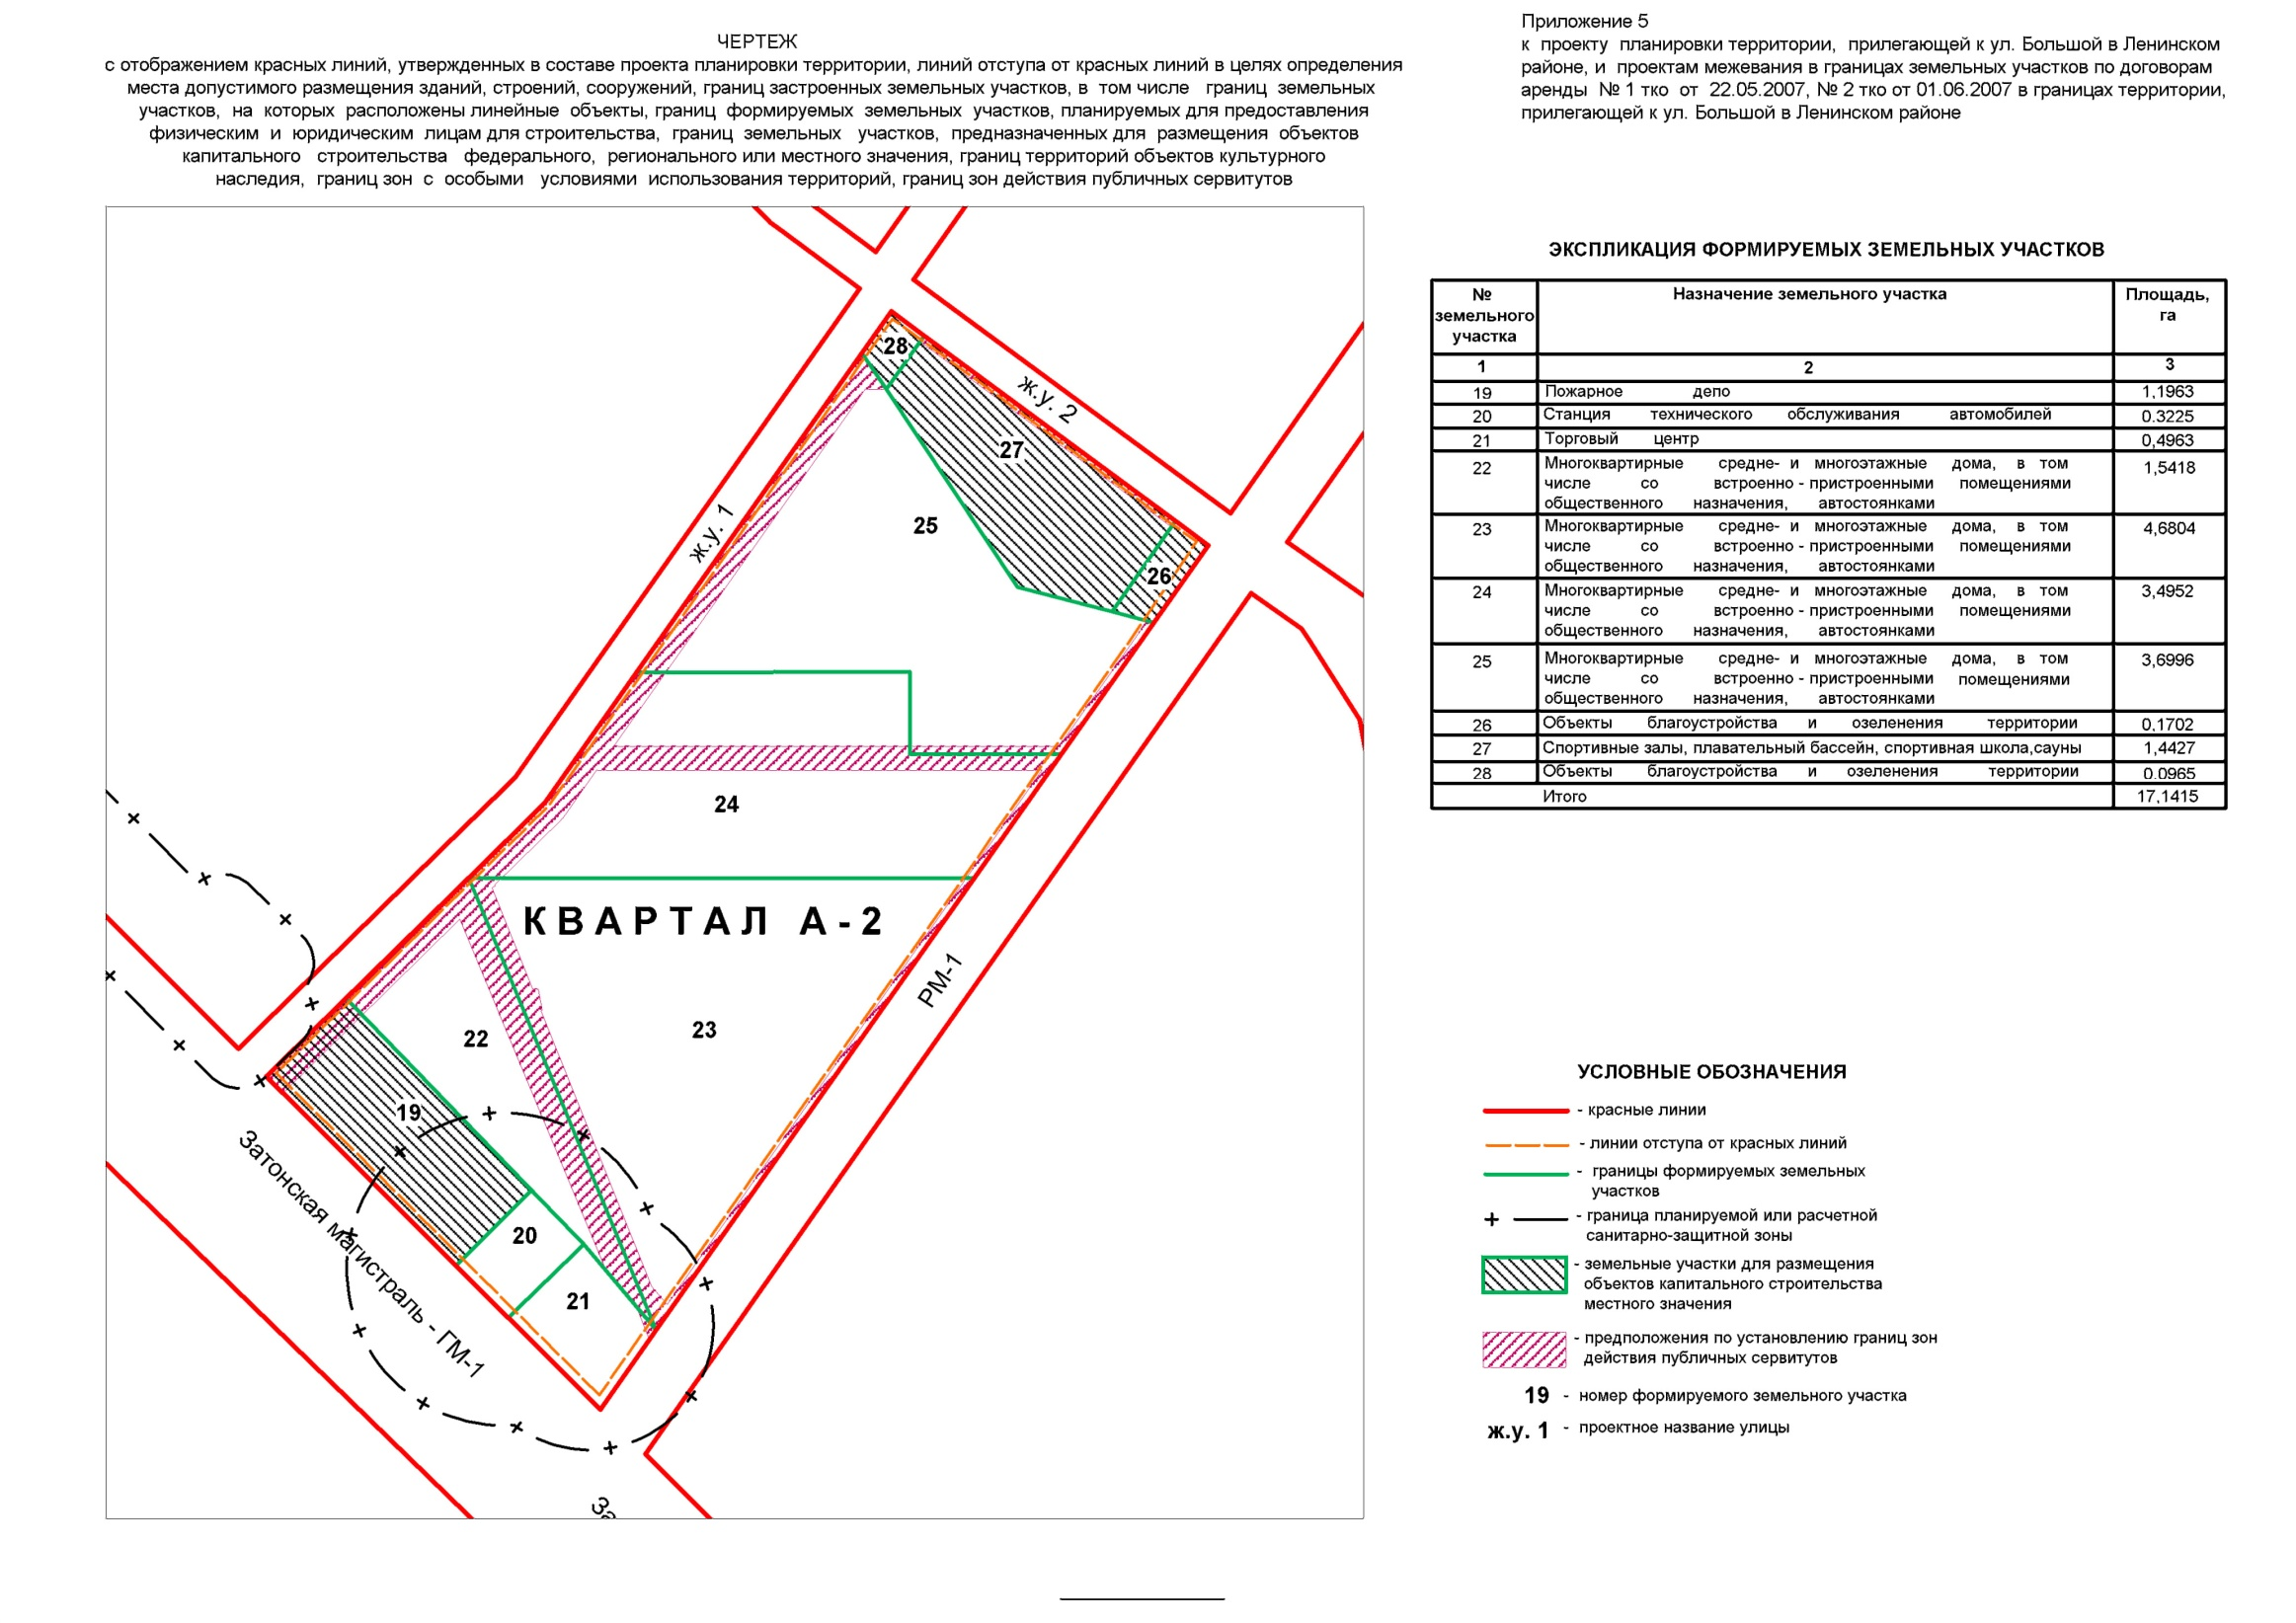 ЧЕРТЕЖ
с отображением красных линий, утвержденных в составе проекта планировки территории, линий отступа от красных линий в целях определения
места допустимого размещения зданий, строений, сооружений, границ застроенных земельных участков, в том числе границ земельных
участков, на которых расположены линейные объекты, границ формируемых земельных участков, планируемых для предоставления
физическим и юридическим лицам для строительства, границ земельных участков, предназначенных для размещения объектов
капитального строительства федерального, регионального или местного значения, границ территорий объектов культурного
наследия, границ зон с особыми условиями использования территорий, границ зон действия публичных сервитутов
Приложение 5
к проекту планировки территории, прилегающей к ул. Большой в Ленинском
районе, и проектам межевания в границах земельных участков по договорам
аренды № 1 тко от 22.05.2007, № 2 тко от 01.06.2007 в границах территории,
прилегающей к ул. Большой в Ленинском районе
28
ж.у. 2
27
25
ж.у. 1
26
24
КВАРТАЛ А-2
РМ-1
22
23
19
Затонская магистраль - ГМ-1
20
21
За
ЭКСПЛИКАЦИЯ ФОРМИРУЕМЫХ ЗЕМЕЛЬНЫХ УЧАСТКОВ
№ земельного участка Назначение земельного участка Площадь, га
1 2 3
19 Пожарное депо 1,1963
20 Станция технического обслуживания автомобилей 0.3225
21 Торговый центр 0,4963
22 Многоквартирные средне- и многоэтажные дома, в том 1,5418
числе со встроенно - пристроенными помещениями
общественного назначения, автостоянками
23 Многоквартирные средне- и многоэтажные дома, в том 4,6804
числе со встроенно - пристроенными помещениями
общественного назначения, автостоянками
24 Многоквартирные средне- и многоэтажные дома, в том 3,4952
числе со встроенно - пристроенными помещениями
общественного назначения, автостоянками
25 Многоквартирные средне- и многоэтажные дома, в том 3,6996
числе со встроенно - пристроенными помещениями
общественного назначения, автостоянками
26 Объекты благоустройства и озеленения территории 0,1702
27 Спортивные залы, плавательный бассейн, спортивная школа,сауны 1,4427
28 Объекты благоустройства и озеленения территории 0.0965
Итого 17,1415
УСЛОВНЫЕ ОБОЗНАЧЕНИЯ
- красные линии
- линии отступа от красных линий
- границы формируемых земельных
участков
- граница планируемой или расчетной
санитарно-защитной зоны
- земельные участки для размещения
объектов капитального строительства
местного значения
- предположения по установлению границ зон
действия публичных сервитутов
19 - номер формируемого земельного участка
ж.у. 1 - проектное название улицы